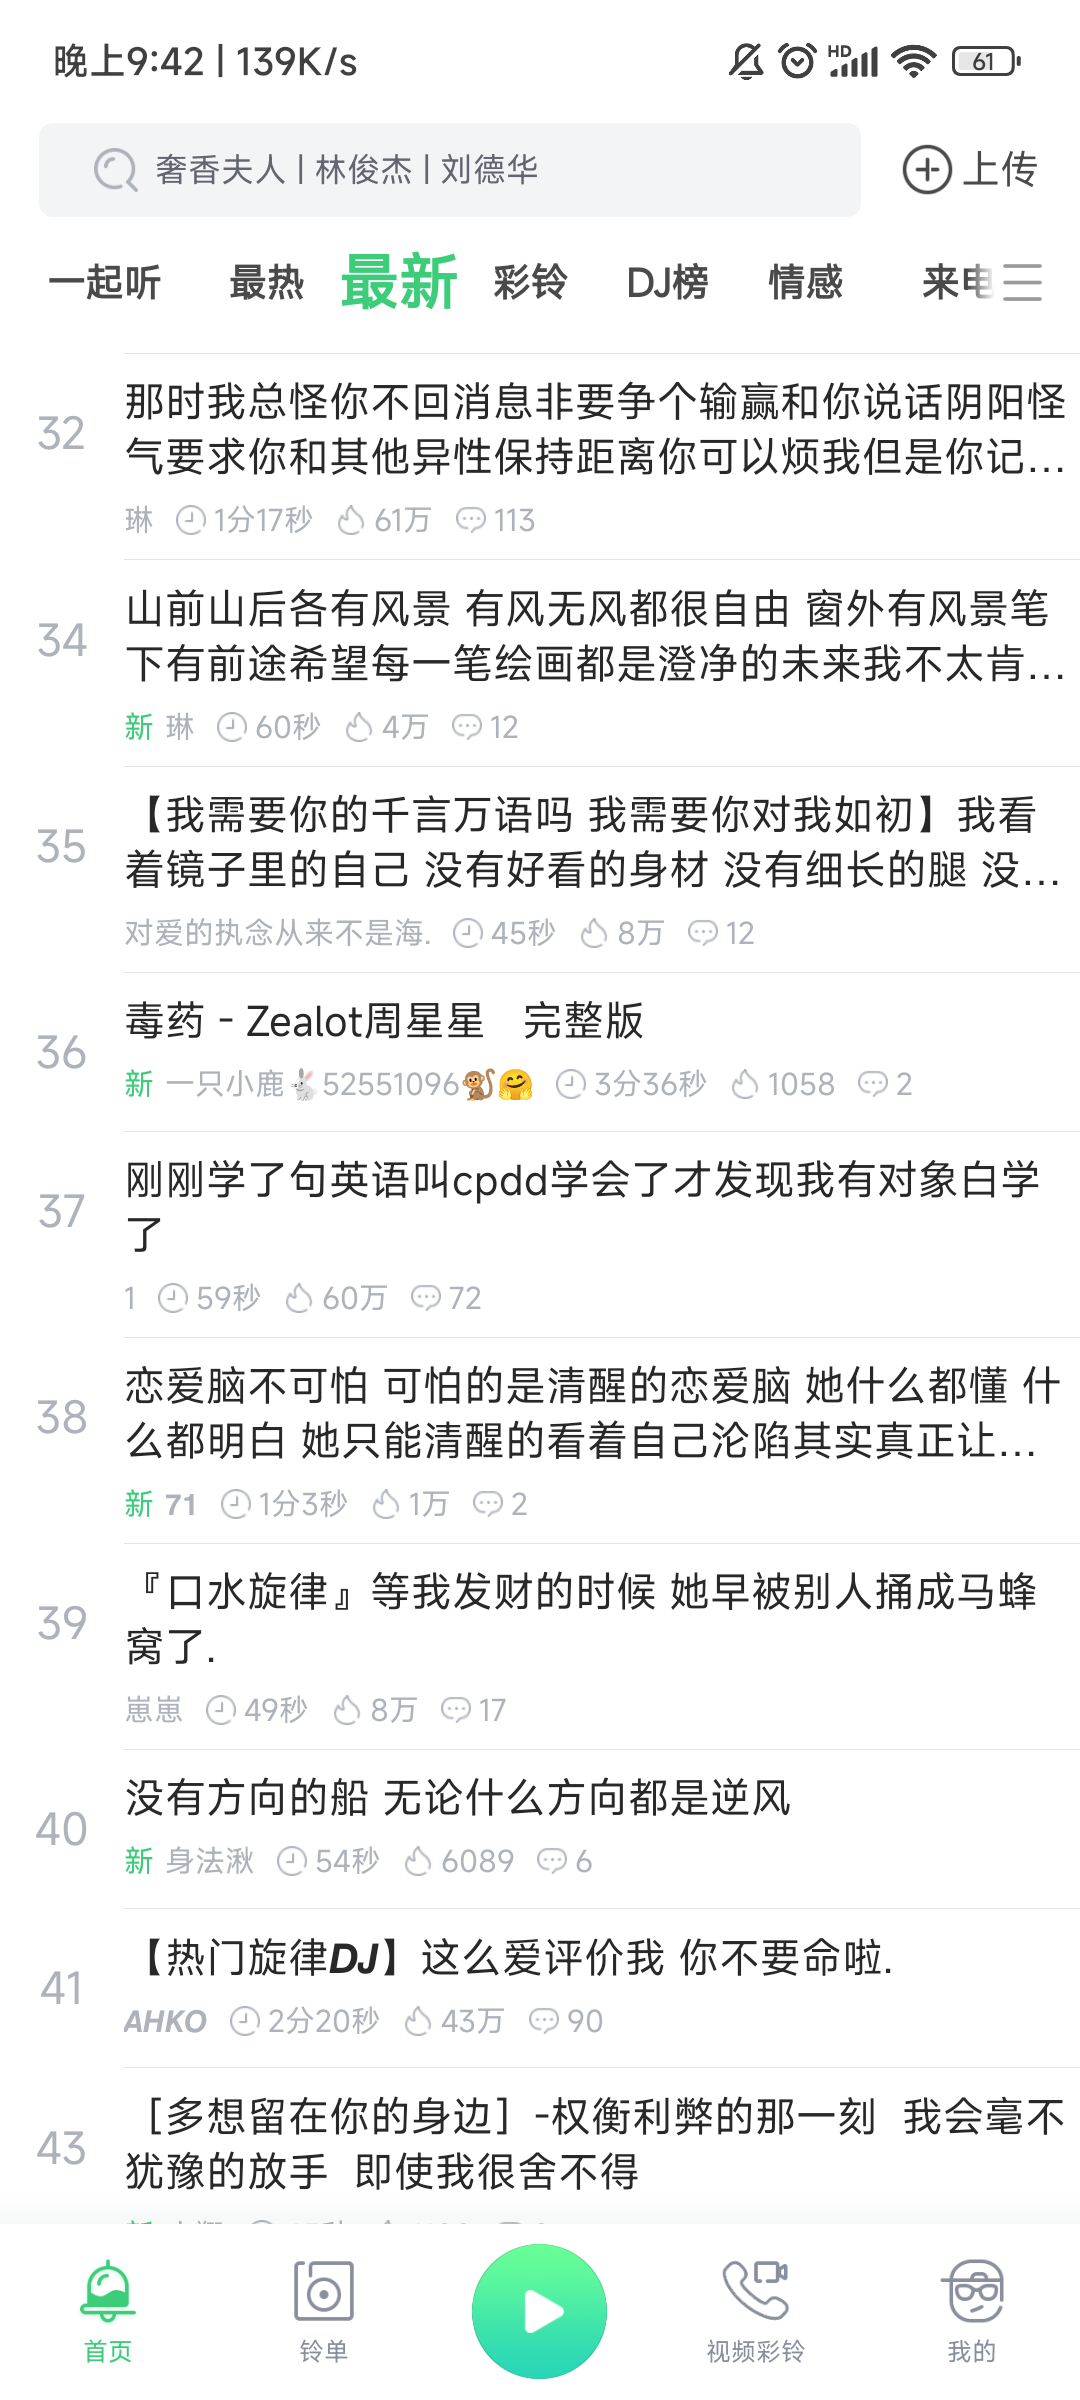 晚上9:42 | 139K/s
HD
61
奢香夫人 | 林俊杰 | 刘德华
上传
一起听 最热 最新 彩铃 DJ榜 情感 来电
32
那时我总怪你不回消息非要争个输赢和你说话阴阳怪
气要求你和其他异性保持距离你可以烦我但是你记...
琳 1分17秒 61万 113
34
山前山后各有风景 有风无风都很自由 窗外有风景笔
下有前途希望每一笔绘画都是澄净的未来我不太肯...
新 琳 60秒 4万 12
35
【我需要你的千言万语吗 我需要你对我如初】我看
着镜子里的自己 没有好看的身材 没有细长的腿 没...
对爱的执念从来不是海. 45秒 8万 12
36
毒药 - Zealot周星星 完整版
新 一只小鹿🐇52551096🐒🤗 3分36秒 1058 2
37
刚刚学了句英语叫cpdd学会了才发现我有对象白学
了
1 59秒 60万 72
38
恋爱脑不可怕 可怕的是清醒的恋爱脑 她什么都懂 什
么都明白 她只能清醒的看着自己沦陷其实真正让...
新 71 1分3秒 1万 2
39
『口水旋律』等我发财的时候 她早被别人捅成马蜂
窝了.
崽崽 49秒 8万 17
40
没有方向的船 无论什么方向都是逆风
新 身法湫 54秒 6089 6
41
【热门旋律DJ】这么爱评价我 你不要命啦.
AHKO 2分20秒 43万 90
43
［多想留在你的身边］-权衡利弊的那一刻 我会毫不
犹豫的放手 即使我很舍不得
首页 铃单 视频彩铃 我的